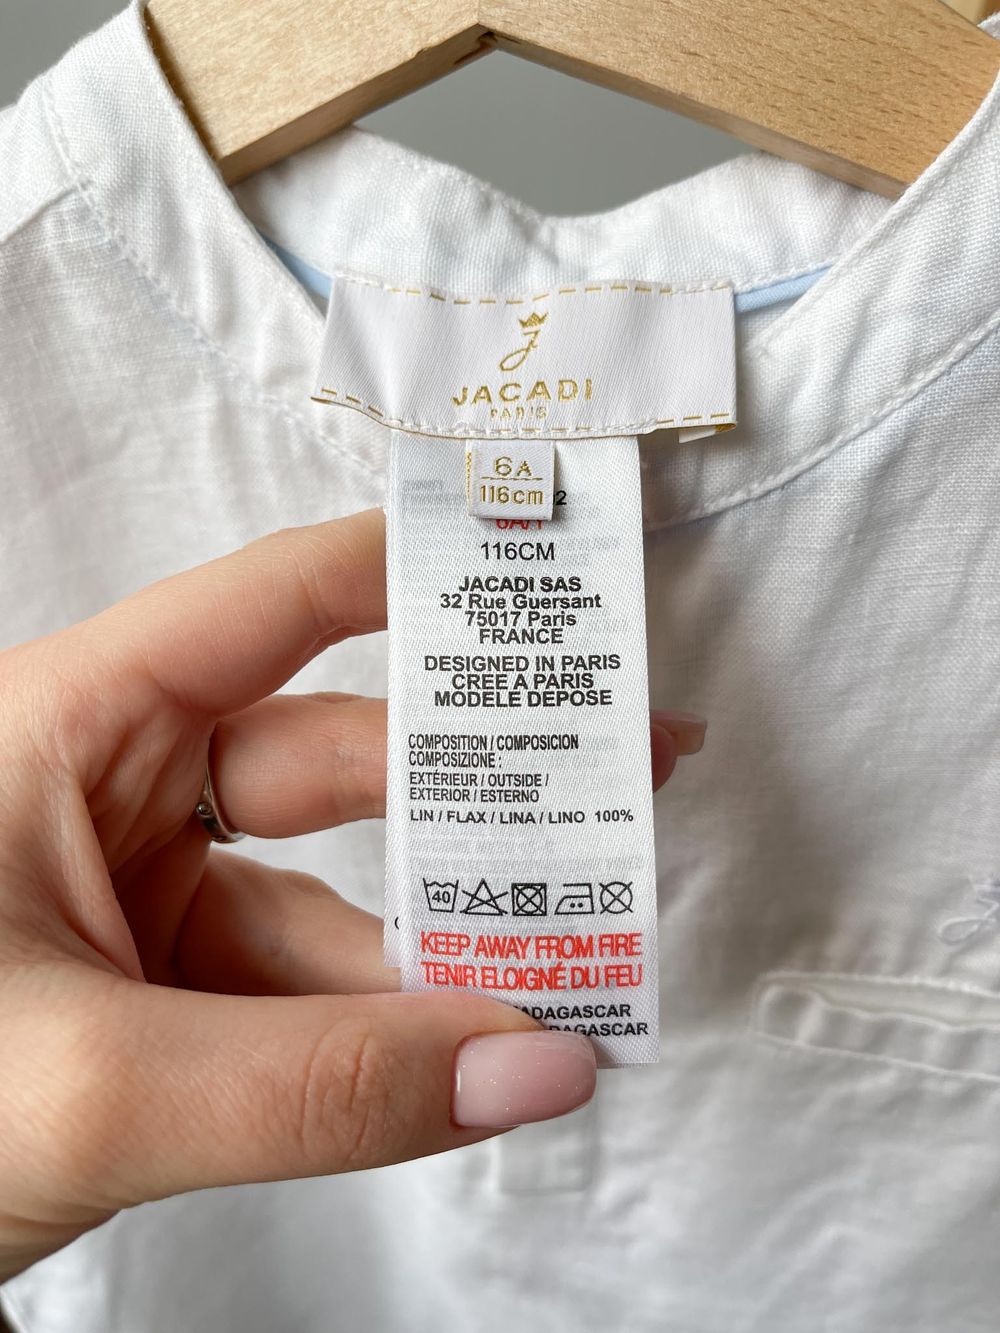 J
JACADI
PARIS
6A
116cm
6A/Y
116CM
JACADI SAS
32 Rue Guersant
75017 Paris
FRANCE
DESIGNED IN PARIS
CREE A PARIS
MODELE DEPOSE
COMPOSITION / COMPOSICION
COMPOSIZIONE :
EXTÉRIEUR / OUTSIDE /
EXTERIOR / ESTERNO
LIN / FLAX / LINA / LINO 100%
40
KEEP AWAY FROM FIRE
TENIR ELOIGNÉ DU FEU